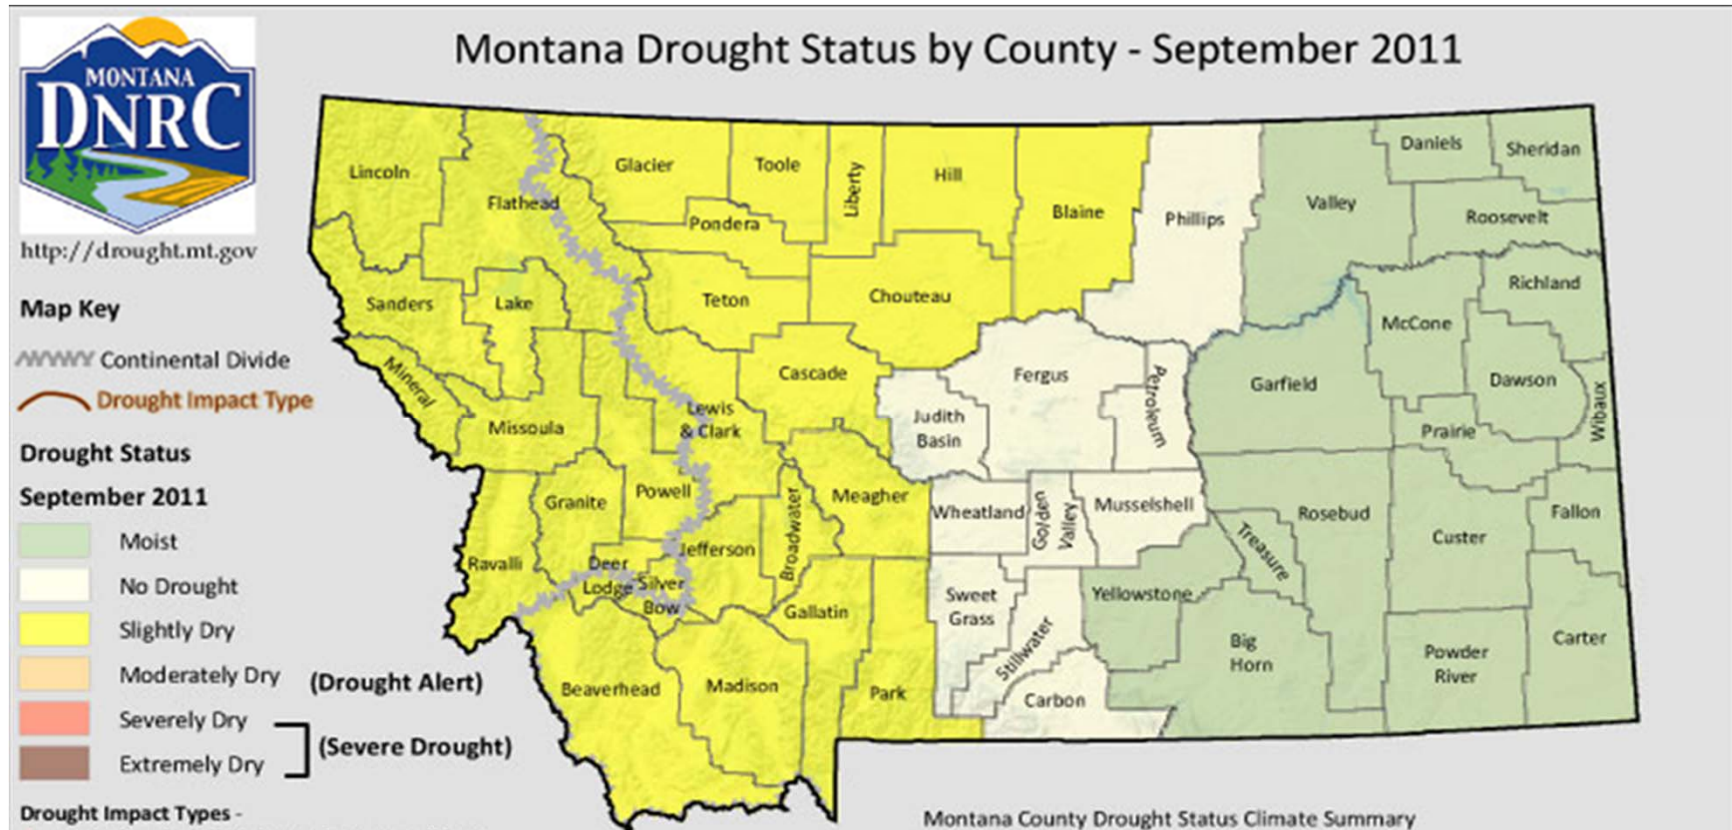 Montana Drought Status by County - September 2011
MONTANA
DNRC
http://drought.mt.gov
Map Key
Continental Divide
Drought Impact Type
Drought Status
September 2011
Moist
No Drought
Slightly Dry
Moderately Dry
(Drought Alert)
Severely Dry
(Severe Drought)
Extremely Dry
Drought Impact Types -
Lincoln
Flathead
Glacier
Toole
Liberty
Hill
Blaine
Phillips
Valley
Daniels
Sheridan
Pondera
Roosevelt
Sanders
Lake
Teton
Chouteau
Richland
McCone
Mineral
Cascade
Fergus
Petroleum
Garfield
Dawson
Wibaux
Missoula
Lewis
& Clark
Judith
Basin
Prairie
Granite
Powell
Broadwater
Meagher
Wheatland
Golden
Valley
Musselshell
Treasure
Rosebud
Custer
Fallon
Ravalli
Deer
Lodge
Silver
Bow
Jefferson
Gallatin
Sweet
Grass
Stillwater
Yellowstone
Big
Horn
Powder
River
Carter
Beaverhead
Madison
Park
Carbon
Montana County Drought Status Climate Summary